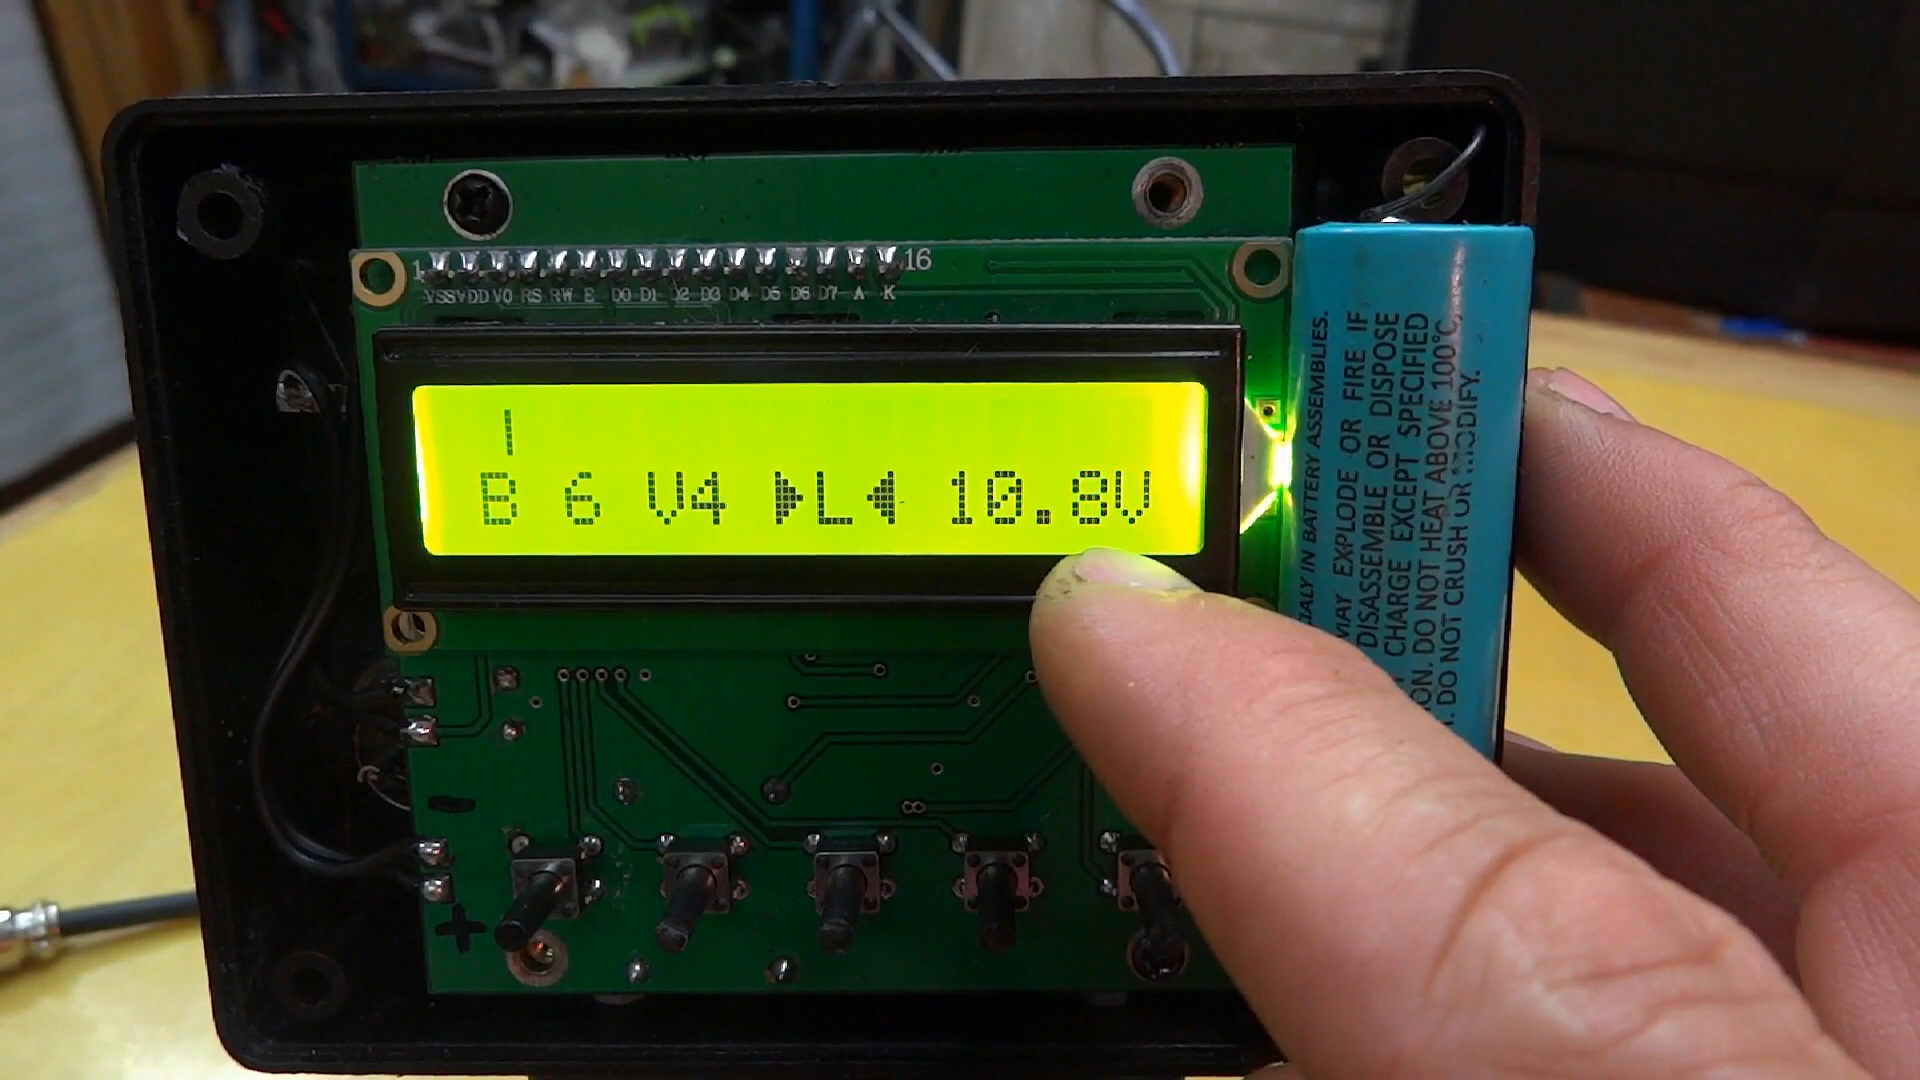 1 16
VSS VDD V0 RS RW E D0 D1 D2 D3 D4 D5 D6 D7 A K
|
B 6 V4 ▶L◀ 10.8V
- 
+
IN BATTERY ASSEMBLIES.
MAY EXPLODE OR FIRE IF
DISASSEMBLE OR DISPOSE
CHARGE EXCEPT SPECIFIED
DO NOT HEAT ABOVE 100°C,
DO NOT CRUSH OR MODIFY.